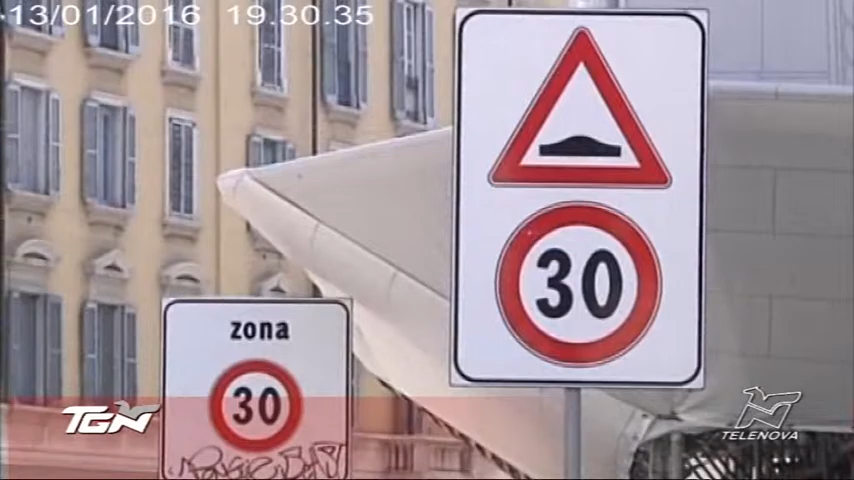 13/01/2016 19.30.35
30
zona
30
TGN
TELENOVA